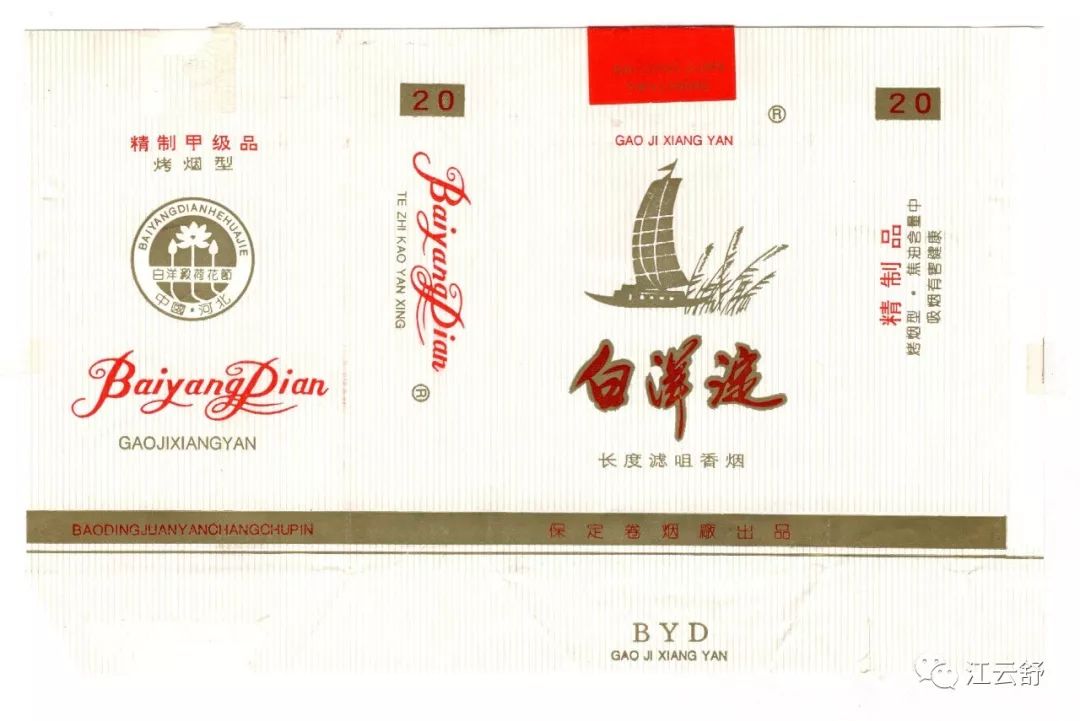 精制甲级品
烤烟型
BAIYANGDIANHEHUAJIE
白洋澱荷花節
中國·河北
BaiyangDian
GAOJIXIANGYAN
20
BaiyangDian
®
TE ZHI KAO YAN XING
®
GAO JI XIANG YAN
白洋淀
长度滤咀香烟
20
精制品
烤烟型·焦油含量中
吸烟有害健康
BAODINGJUANYANCHANGCHUPIN
保定卷烟廠出品
BYD
GAO JI XIANG YAN
江云舒